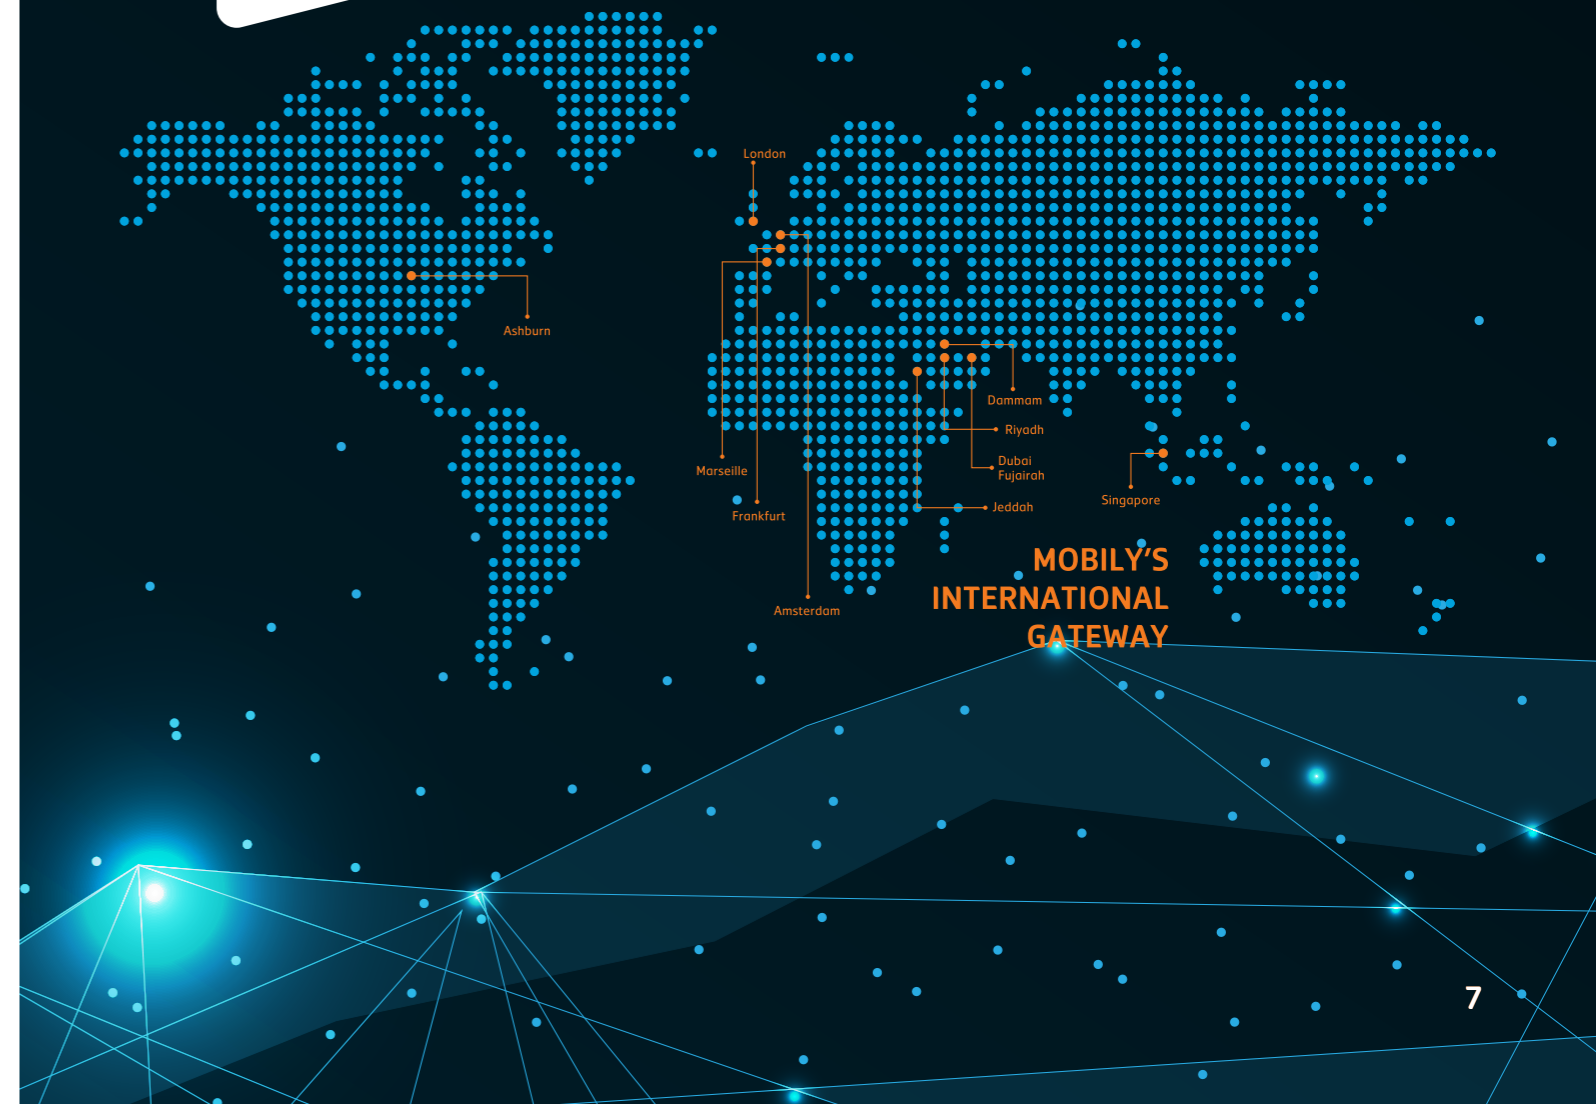 London
Ashburn
Dammam
Riyadh
Dubai
Fujairah
Marseille
Singapore
Jeddah
Frankfurt
Amsterdam
MOBILY’S
INTERNATIONAL
GATEWAY
7